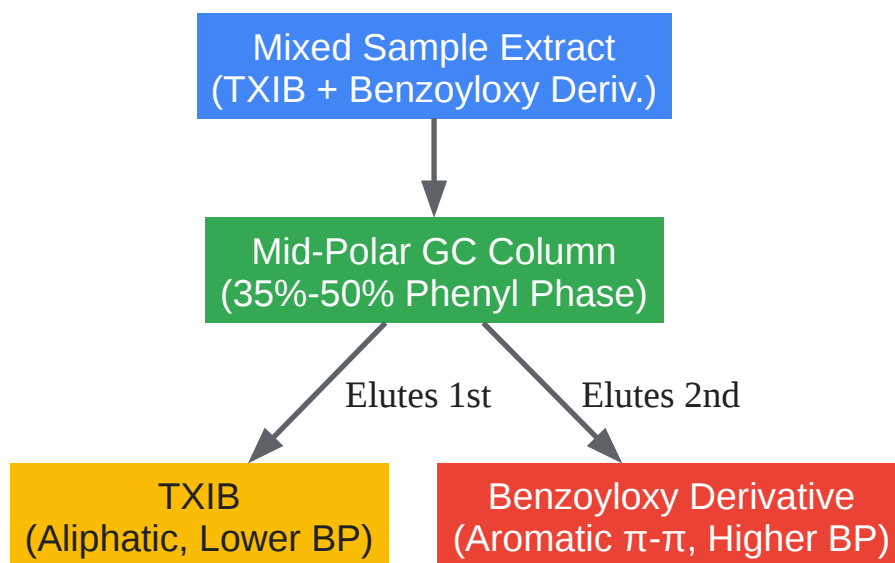 Mixed Sample Extract
(TXIB + Benzoyloxy Deriv.)
Mid-Polar GC Column
(35%-50% Phenyl Phase)
Elutes 1st
Elutes 2nd
TXIB
(Aliphatic, Lower BP)
Benzoyloxy Derivative
(Aromatic π-π, Higher BP)